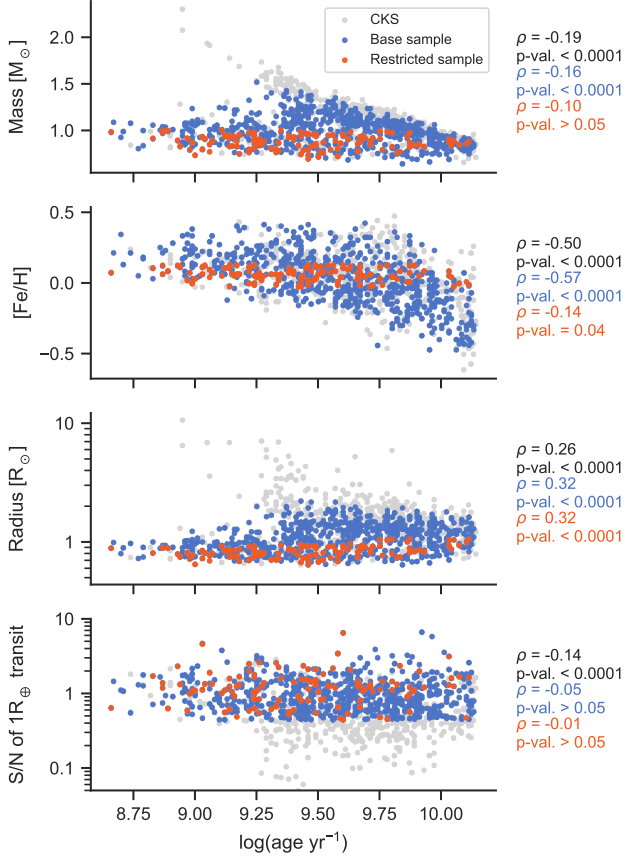 CKS
Base sample
Restricted sample
Mass [M⊙]
2.0
1.5
1.0
ρ = -0.19
p-val. < 0.0001
ρ = -0.16
p-val. < 0.0001
ρ = -0.10
p-val. > 0.05
[Fe/H]
0.5
0.0
−0.5
ρ = -0.50
p-val. < 0.0001
ρ = -0.57
p-val. < 0.0001
ρ = -0.14
p-val. = 0.04
Radius [R⊙]
10
1
ρ = 0.26
p-val. < 0.0001
ρ = 0.32
p-val. < 0.0001
ρ = 0.32
p-val. < 0.0001
S/N of 1R⊕ transit
10
1
0.1
ρ = -0.14
p-val. < 0.0001
ρ = -0.05
p-val. > 0.05
ρ = -0.01
p-val. > 0.05
8.75 9.00 9.25 9.50 9.75 10.00
log(age yr⁻¹)